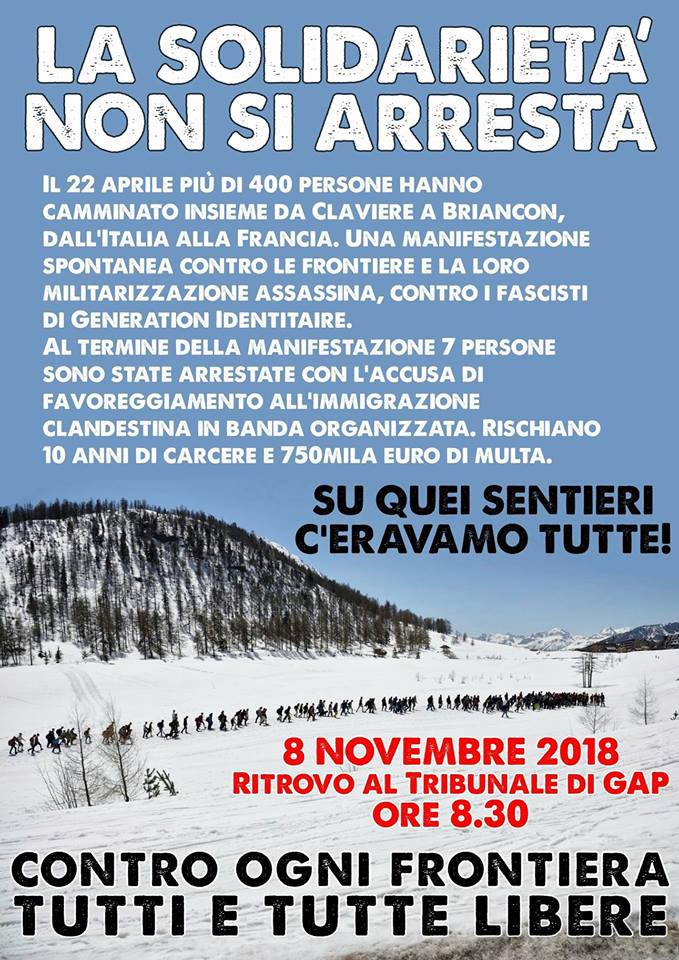 LA SOLIDARIETÀ
NON SI ARRESTA
IL 22 APRILE PIÙ DI 400 PERSONE HANNO
CAMMINATO INSIEME DA CLAVIERE A BRIANCON,
DALL'ITALIA ALLA FRANCIA. UNA MANIFESTAZIONE
SPONTANEA CONTRO LE FRONTIERE E LA LORO
MILITARIZZAZIONE ASSASSINA, CONTRO I FASCISTI
DI GENERATION IDENTITAIRE.
AL TERMINE DELLA MANIFESTAZIONE 7 PERSONE
SONO STATE ARRESTATE CON L'ACCUSA DI
FAVOREGGIAMENTO ALL'IMMIGRAZIONE
CLANDESTINA IN BANDA ORGANIZZATA. RISCHIANO
10 ANNI DI CARCERE E 750MILA EURO DI MULTA.
SU QUEI SENTIERI
C'ERAVAMO TUTTE!
8 NOVEMBRE 2018
RITROVO AL TRIBUNALE DI GAP
ORE 8.30
CONTRO OGNI FRONTIERA
TUTTI E TUTTE LIBERE